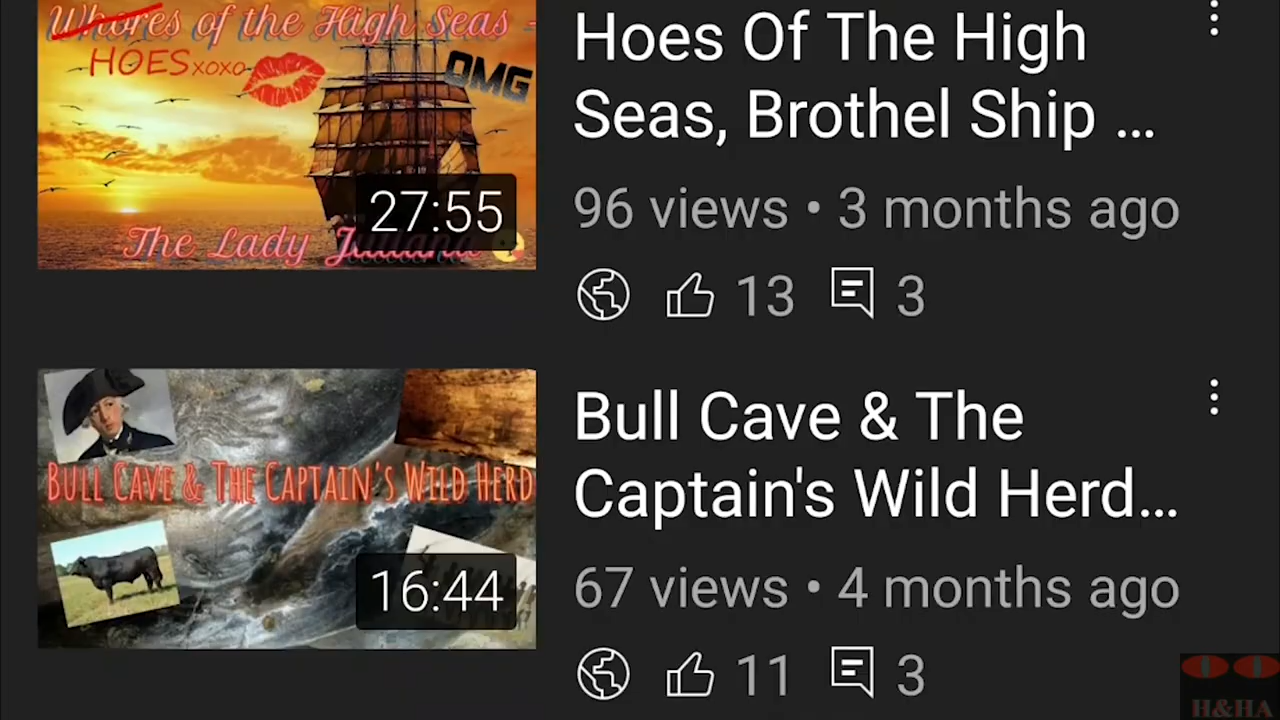 Whores of the High Seas -
HOESxoxo
OMG
27:55
The Lady
Hoes Of The High
Seas, Brothel Ship ...
96 views • 3 months ago
13 3
BULL CAVE & THE CAPTAIN'S WILD HERD
16:44
Bull Cave & The
Captain's Wild Herd...
67 views • 4 months ago
11 3
H&HA